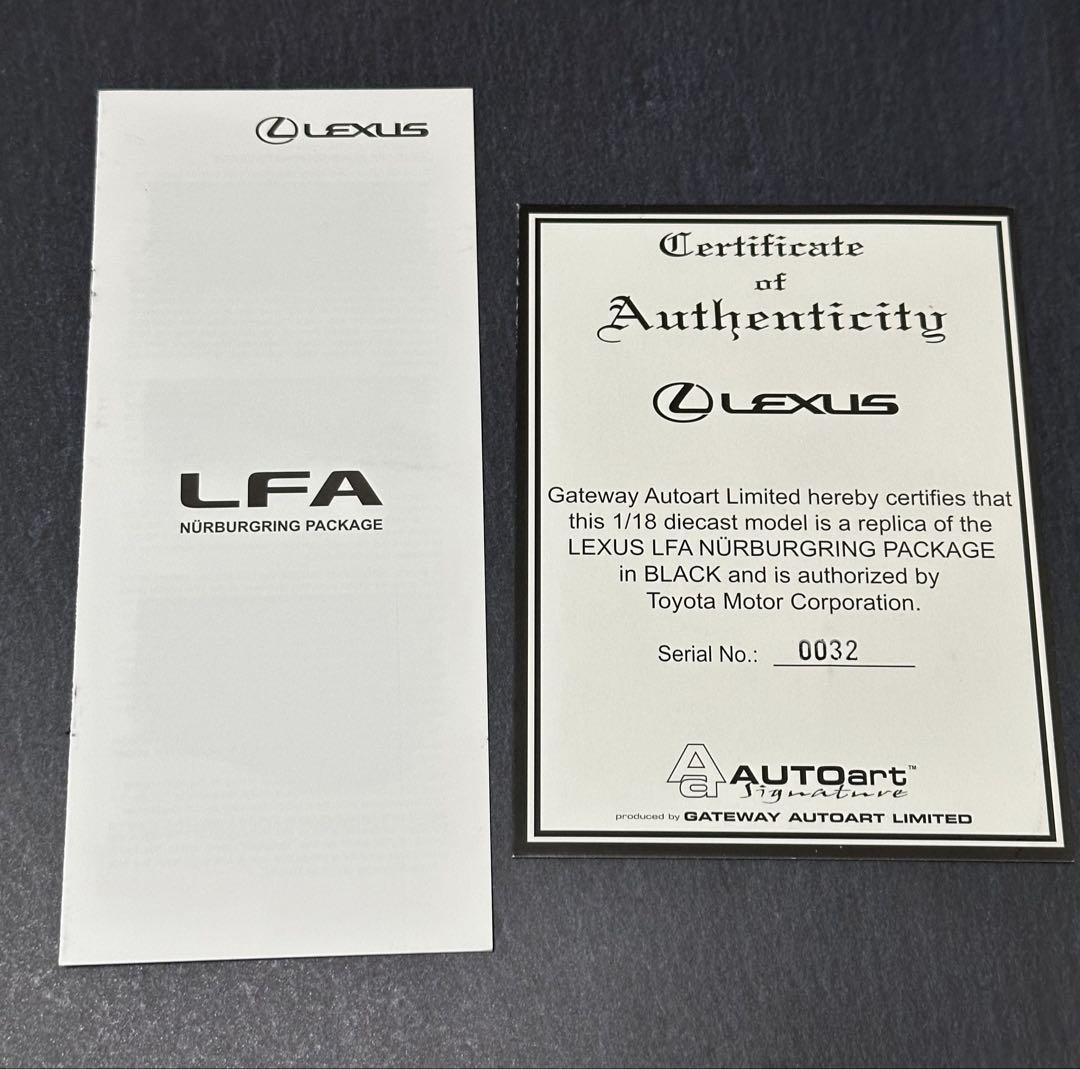 LEXUS
LFA
NÜRBURGRING PACKAGE
Certificate
of
Authenticity
LEXUS
Gateway Autoart Limited hereby certifies that
this 1/18 diecast model is a replica of the
LEXUS LFA NÜRBURGRING PACKAGE
in BLACK and is authorized by
Toyota Motor Corporation.
Serial No.: 0032
Aa AUTOart™
Signature
produced by GATEWAY AUTOART LIMITED